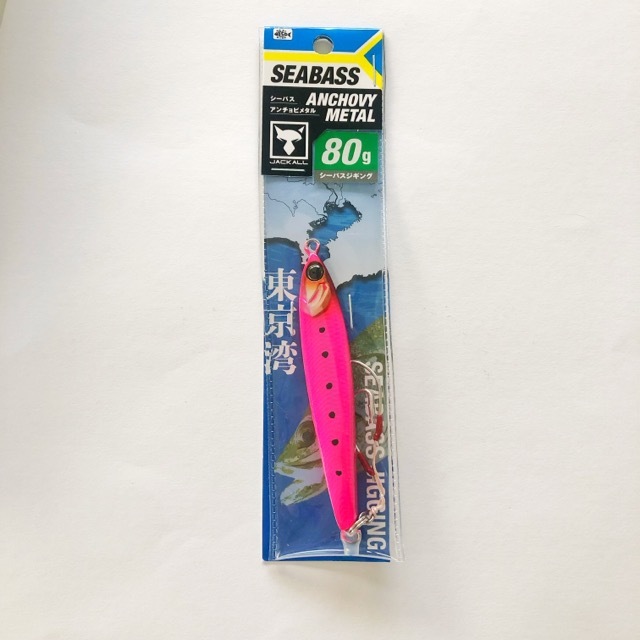 SEABASS
シーバス
アンチョビメタル
ANCHOVY
METAL
JACKALL
80g
シーバスジギング
東京湾
SEABASS JIGGING